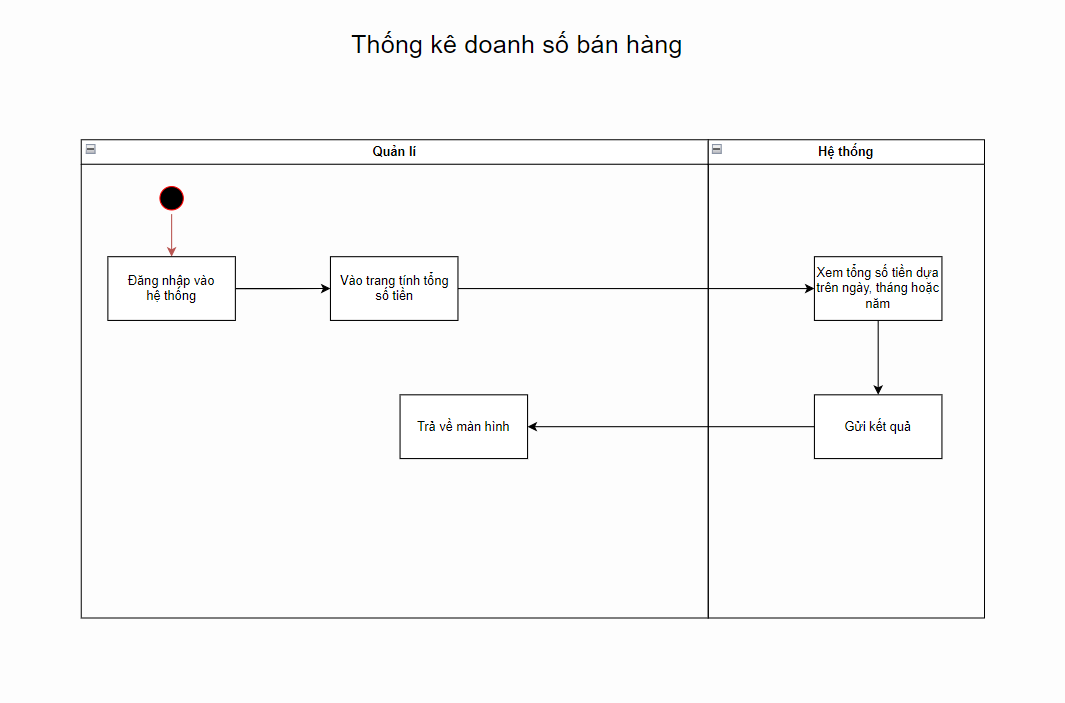 Thống kê doanh số bán hàng
Quản lí
Hệ thống
Đăng nhập vào
hệ thống
Vào trang tính tổng
số tiền
Xem tổng số tiền dựa
trên ngày, tháng hoặc
năm
Trả về màn hình
Gửi kết quả